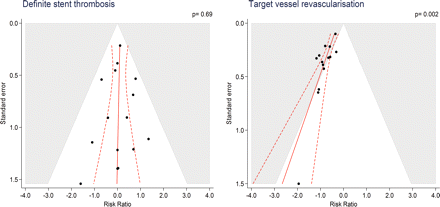 Definite stent thrombosis
p= 0.69
0.0
0.5
1.0
1.5
Standard error
-4.0 -3.0 -2.0 -1.0 0.0 1.0 2.0 3.0 4.0
Risk Ratio
Target vessel revascularisation
p= 0.002
0.0
0.5
1.0
1.5
Standard error
-4.0 -3.0 -2.0 -1.0 0.0 1.0 2.0 3.0 4.0
Risk Ratio